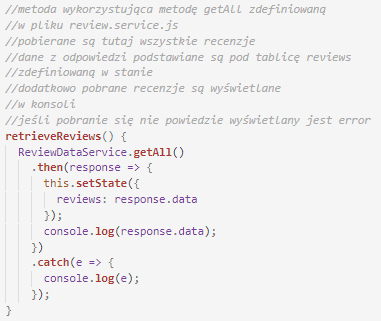 //metoda wykorzystująca metodę getAll zdefiniowaną
//w pliku review.service.js
//pobierane są tutaj wszystkie recenzje
//dane z odpowiedzi podstawiane są pod tablicę reviews
//zdefiniowaną w stanie
//dodatkowo pobrane recenzje są wyświetlane
//w konsoli
//jeśli pobranie się nie powiedzie wyświetlany jest error
retrieveReviews() {
  ReviewDataService.getAll()
    .then(response => {
      this.setState({
        reviews: response.data
      });
      console.log(response.data);
    })
    .catch(e => {
      console.log(e);
    });
}